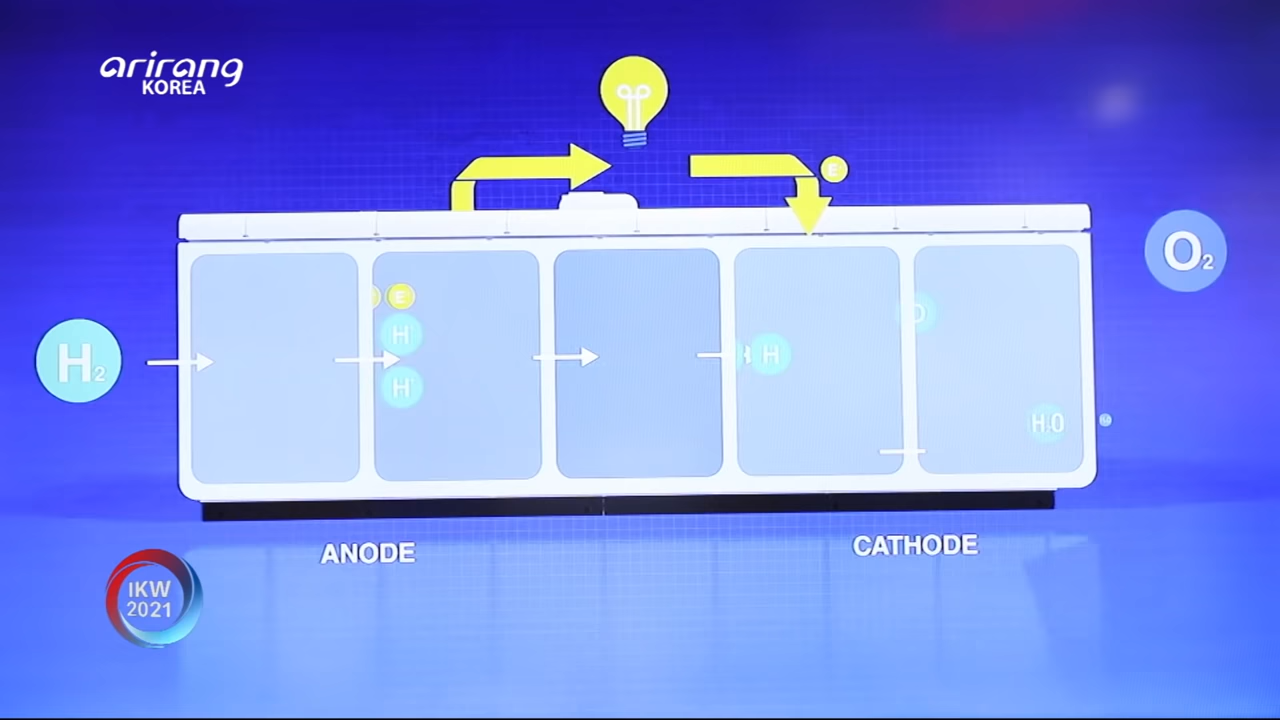 arirang
KOREA
E
O₂
E
H
H₂
H
H
O
H₂O
ANODE
CATHODE
IKW
2021